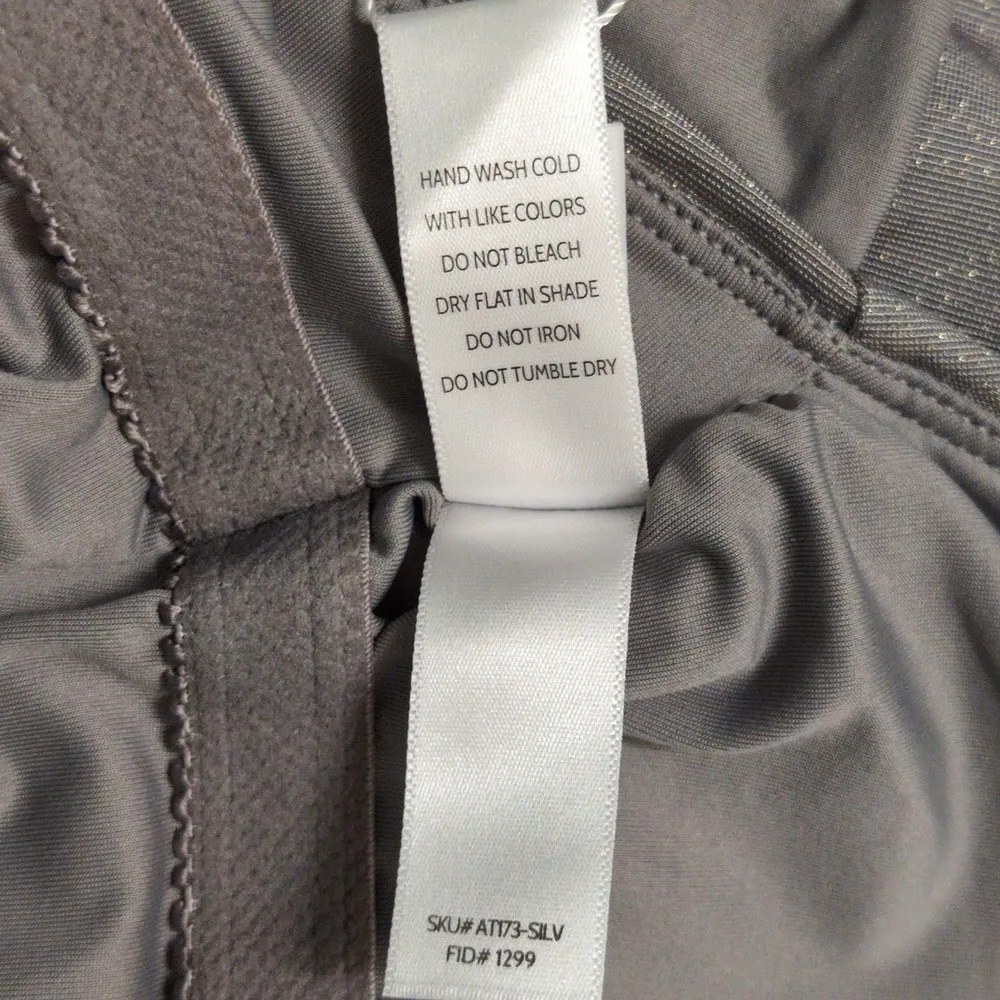 HAND WASH COLD
WITH LIKE COLORS
DO NOT BLEACH
DRY FLAT IN SHADE
DO NOT IRON
DO NOT TUMBLE DRY
SKU# AT173-SILV
FID# 1299